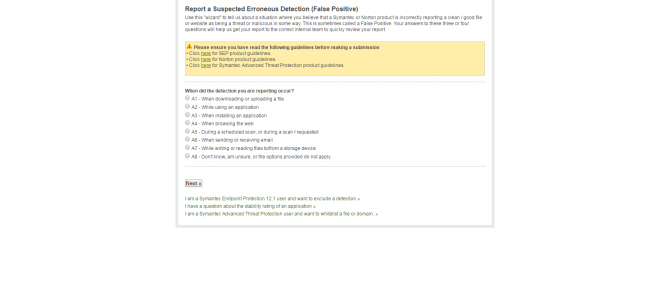 Report a Suspected Erroneous Detection (False Positive)
Use this "wizard" to tell us about a situation where you believe that a Symantec or Norton product is incorrectly reporting a clean / good file
or website as being a threat or malicious in some way. This is sometimes called a False Positive. Your answers to these three or four
questions will help us get your report to the correct internal team to quickly review your report.
Please ensure you have read the following guidelines before making a submission
• Click here for SEP product guidelines.
• Click here for Norton product guidelines.
• Click here for Symantec Advanced Threat Protection product guidelines.
When did the detection you are reporting occur?
A1 - When downloading or uploading a file
A2 - While using an application
A3 - When installing an application
A4 - When browsing the web
A5 - During a scheduled scan, or during a scan I requested
A6 - When sending or receiving email
A7 - While writing or reading files to/from a storage device
A8 - Don't know, am unsure, or the options provided do not apply
Next »
I am a Symantec Endpoint Protection 12.1 user and want to exclude a detection »
I have a question about the stability rating of an application »
I am a Symantec Advanced Threat Protection user and want to whitelist a file or domain. »